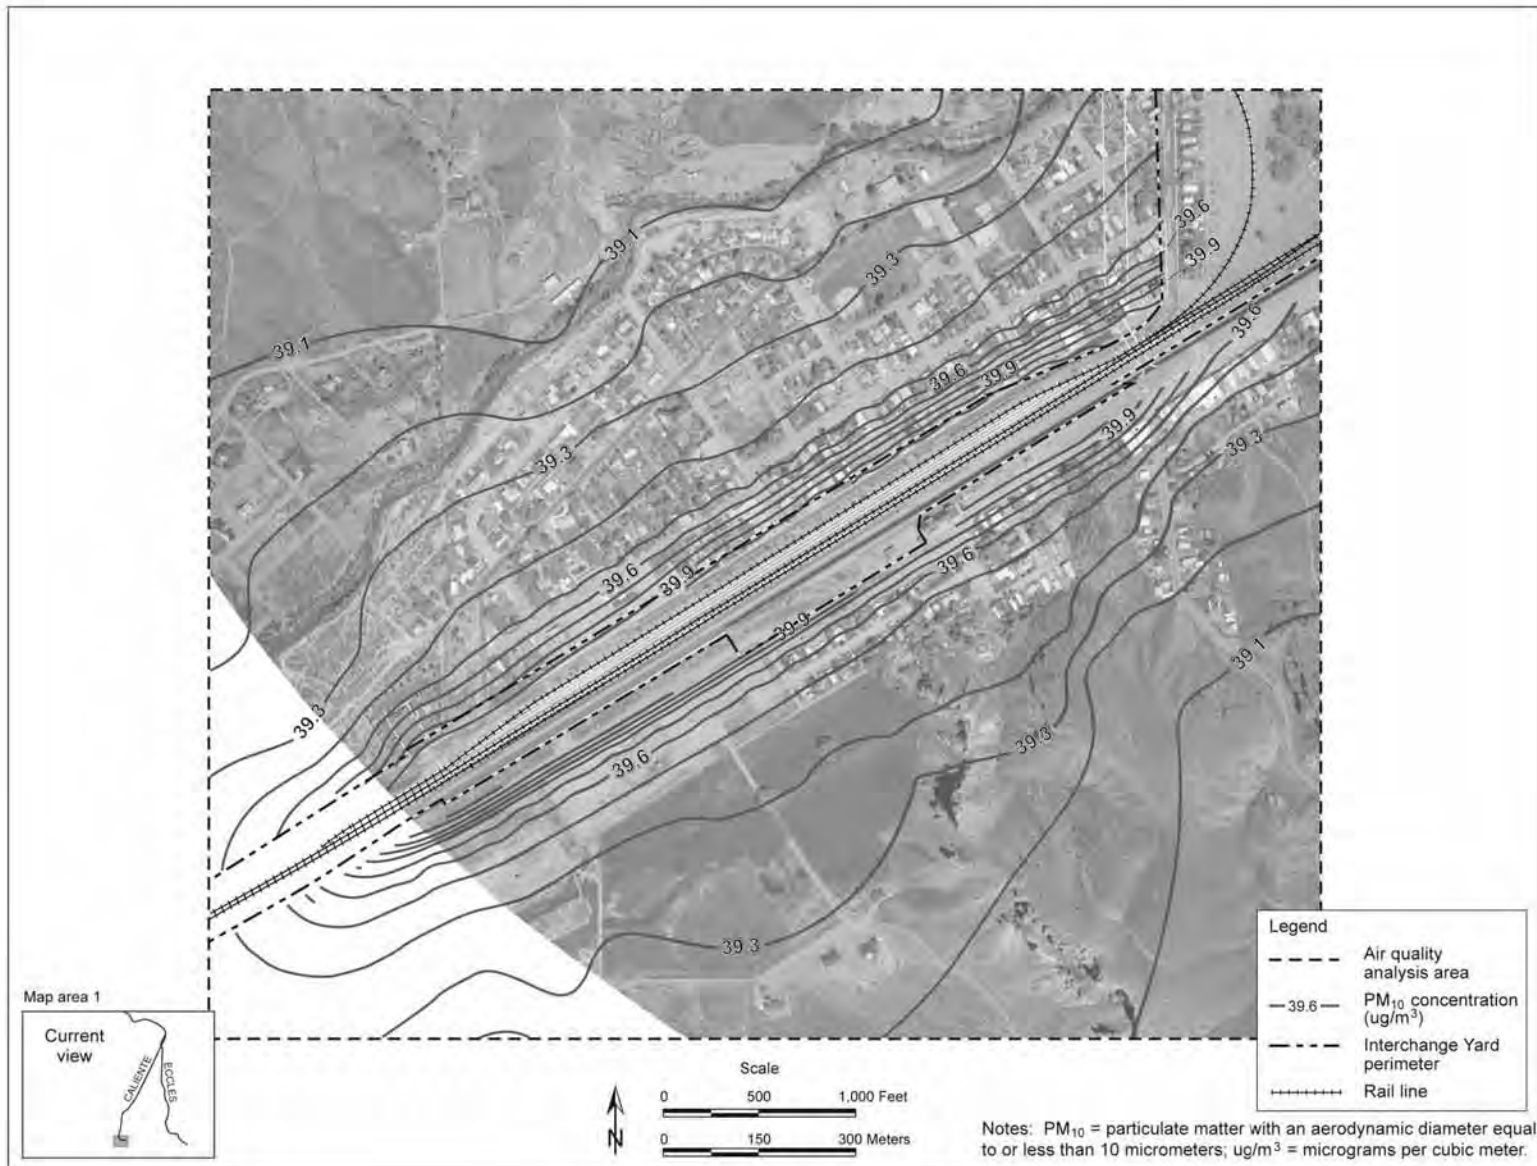 39.6
39.9
39.1
39.3
39.6
39.1
39.6
39.9
39.9
39.3
39.3
39.6
39.6
39.9
39.9
39.1
39.3
39.3
39.6
39.3
Legend
Air quality
analysis area
39.6 PM₁₀ concentration
(ug/m³)
Interchange Yard
perimeter
Rail line
Map area 1
Current
view
CALIENTE
ECCLES
Scale
0 500 1,000 Feet
0 150 300 Meters
N
Notes: PM₁₀ = particulate matter with an aerodynamic diameter equal
to or less than 10 micrometers; ug/m³ = micrograms per cubic meter.